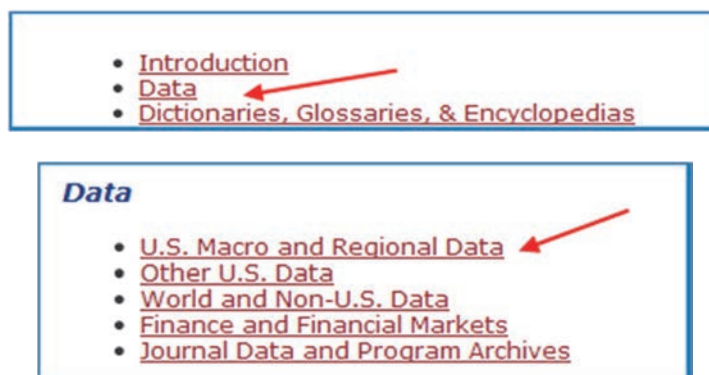 Introduction
Data
Dictionaries, Glossaries, & Encyclopedias
Data
U.S. Macro and Regional Data
Other U.S. Data
World and Non-U.S. Data
Finance and Financial Markets
Journal Data and Program Archives